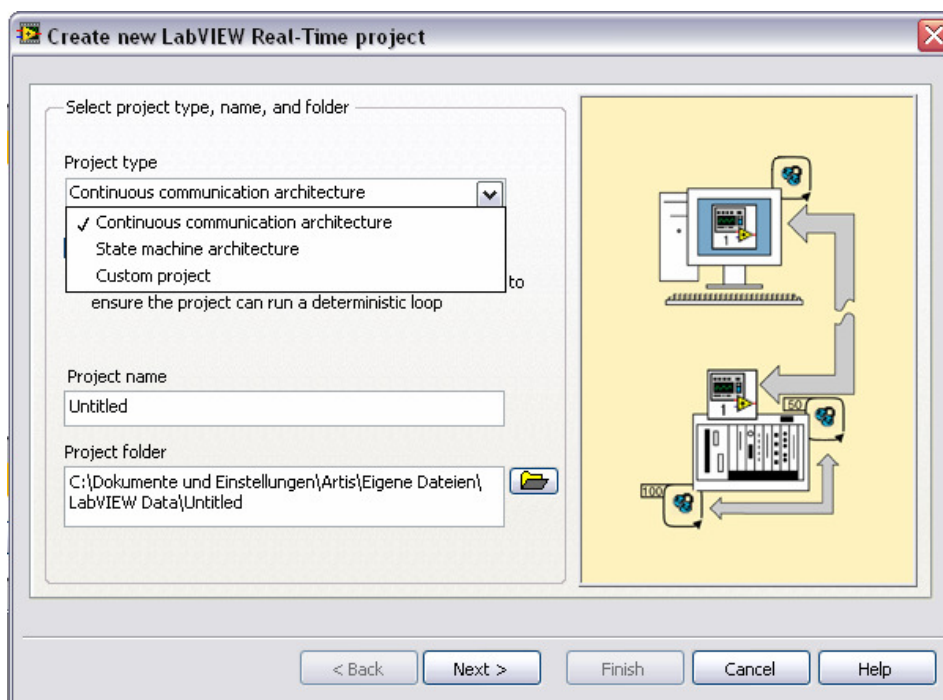 Create new LabVIEW Real-Time project
Select project type, name, and folder
Project type
Continuous communication architecture
✓ Continuous communication architecture
State machine architecture
Custom project
to
ensure the project can run a deterministic loop
Project name
Untitled
Project folder
C:\Dokumente und Einstellungen\Artis\Eigene Dateien\
LabVIEW Data\Untitled
1
1
50
100
< Back
Next >
Finish
Cancel
Help